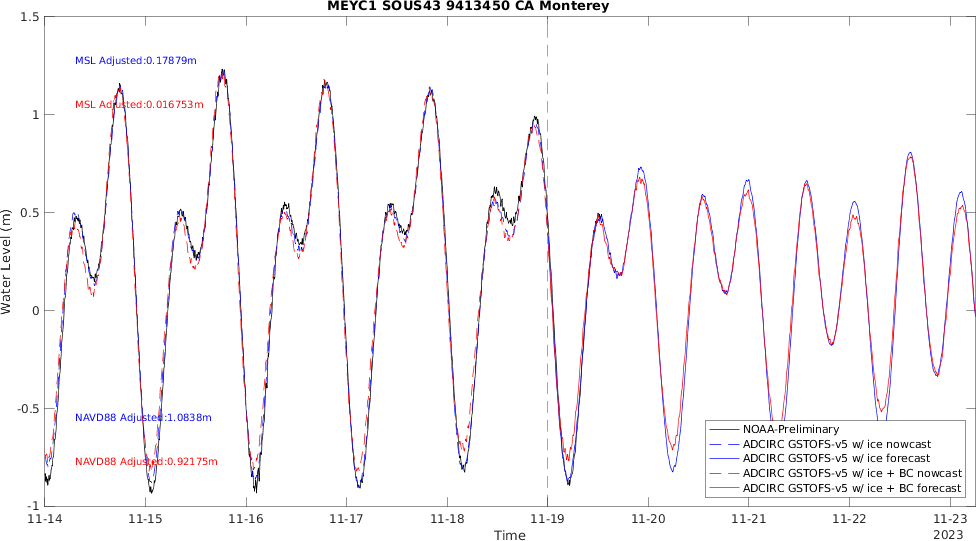 MEYC1 SOUS43 9413450 CA Monterey
1.5
MSL Adjusted:0.17879m
MSL Adjusted:0.016753m
1
0.5
Water Level (m)
0
-0.5
NAVD88 Adjusted:1.0838m
NAVD88 Adjusted:0.92175m
NOAA-Preliminary
ADCIRC GSTOFS-v5 w/ ice nowcast
ADCIRC GSTOFS-v5 w/ ice forecast
ADCIRC GSTOFS-v5 w/ ice + BC nowcast
ADCIRC GSTOFS-v5 w/ ice + BC forecast
-1
11-14 11-15 11-16 11-17 11-18 11-19 11-20 11-21 11-22 11-23
Time
2023